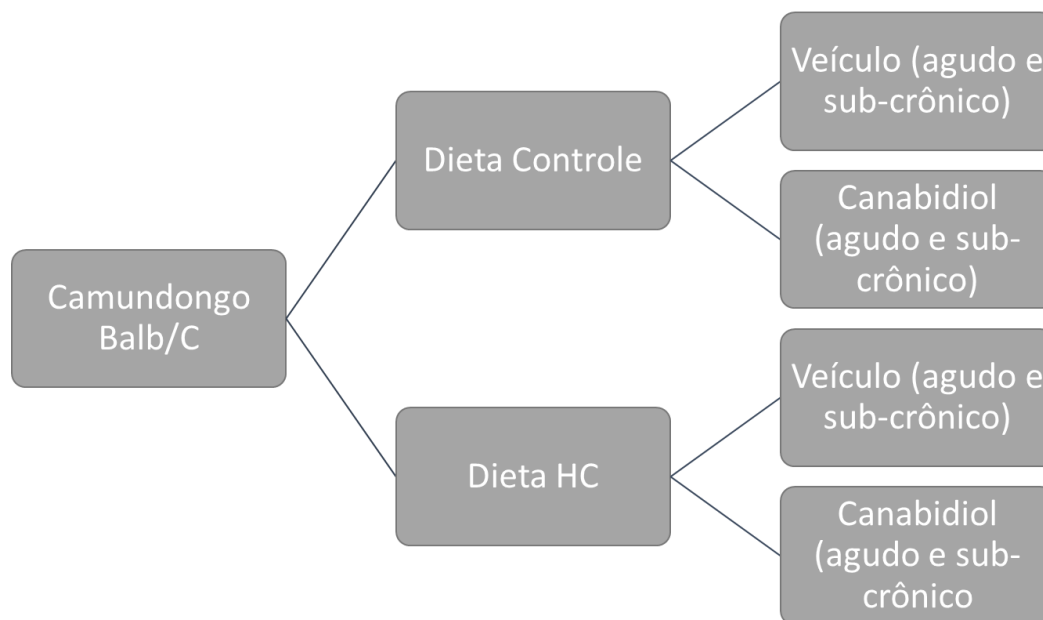 Camundongo
Balb/C
Dieta Controle
Veículo (agudo e
sub-crônico)
Canabidiol
(agudo e sub-
crônico)
Dieta HC
Veículo (agudo e
sub-crônico)
Canabidiol
(agudo e sub-
crônico